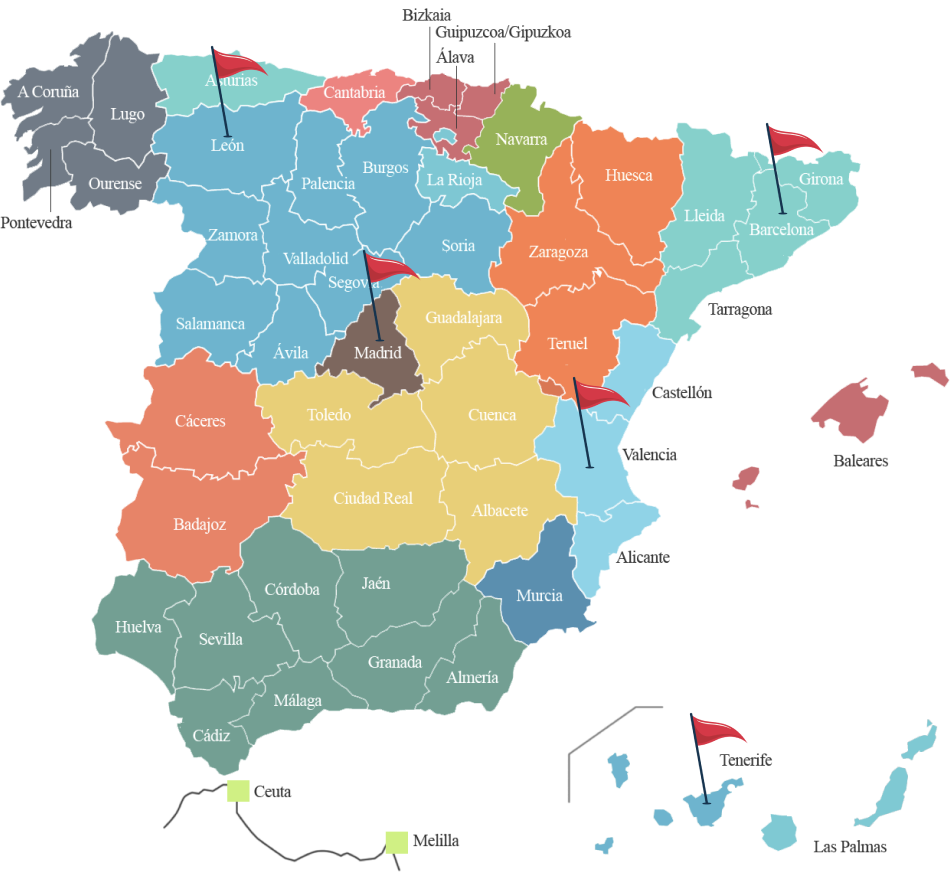 Bizkaia
Guipuzcoa/Gipuzkoa
Álava
Asturias
A Coruña
Cantabria
Lugo
Navarra
León
Burgos
Huesca
Palencia
La Rioja
Girona
Ourense
Lleida
Pontevedra
Barcelona
Zamora
Soria
Zaragoza
Valladolid
Segovia
Tarragona
Guadalajara
Salamanca
Teruel
Ávila
Madrid
Castellón
Toledo
Cuenca
Cáceres
Valencia
Baleares
Ciudad Real
Albacete
Badajoz
Alicante
Jaén
Córdoba
Murcia
Huelva
Sevilla
Granada
Almería
Málaga
Cádiz
Tenerife
Ceuta
Melilla
Las Palmas